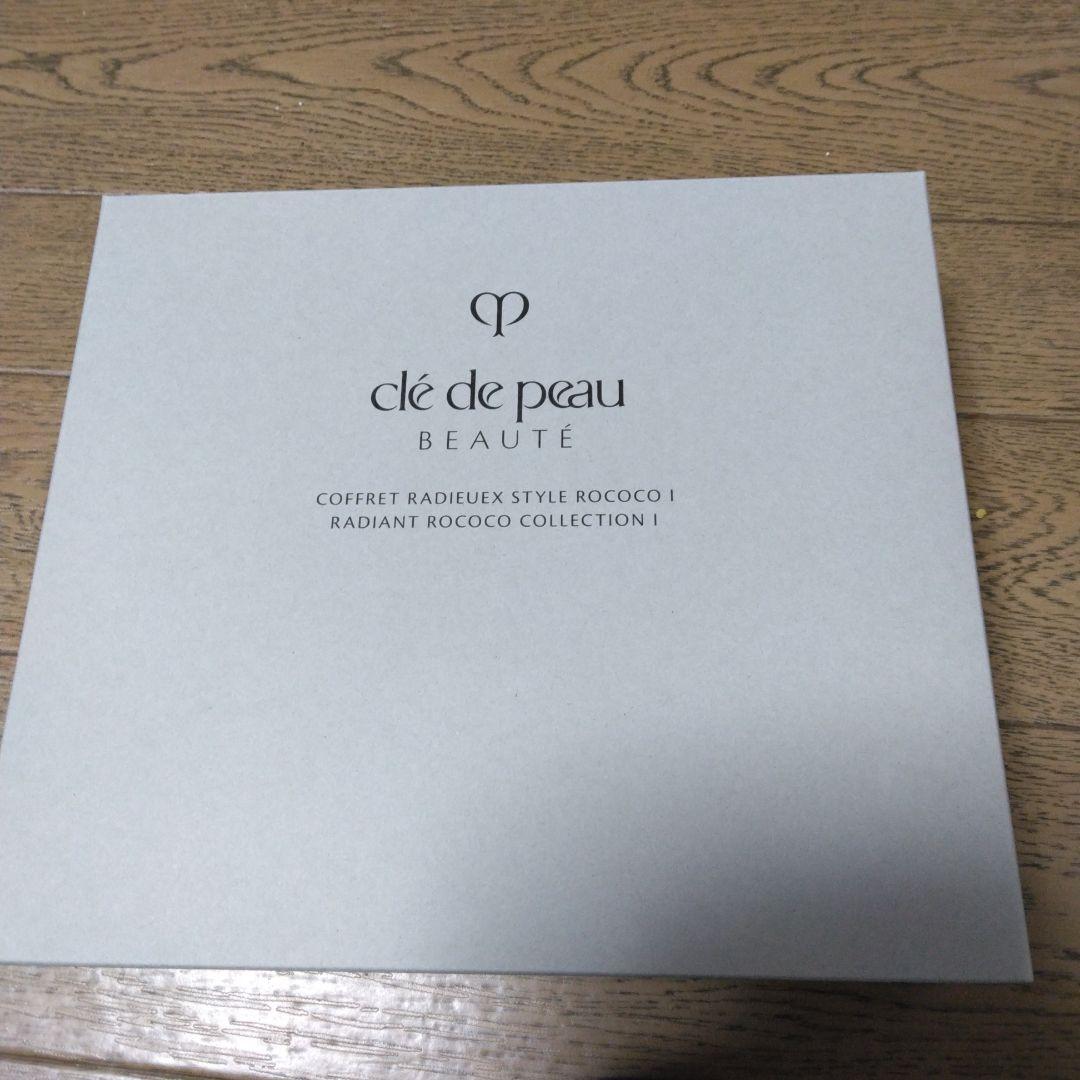 clé de peau
BEAUTÉ
COFFRET RADIEUEX STYLE ROCOCO I
RADIANT ROCOCO COLLECTION I